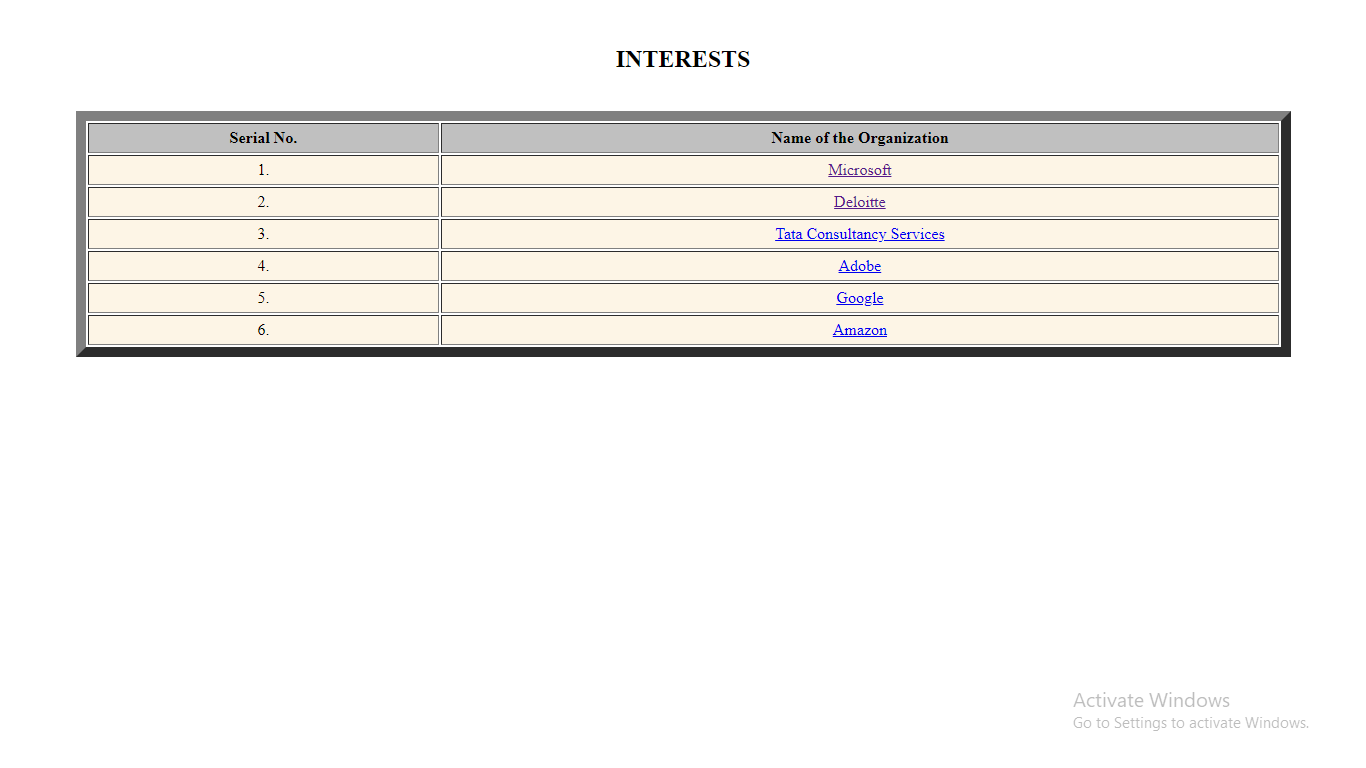 INTERESTS
Serial No. Name of the Organization
1. Microsoft
2. Deloitte
3. Tata Consultancy Services
4. Adobe
5. Google
6. Amazon
Activate Windows
Go to Settings to activate Windows.